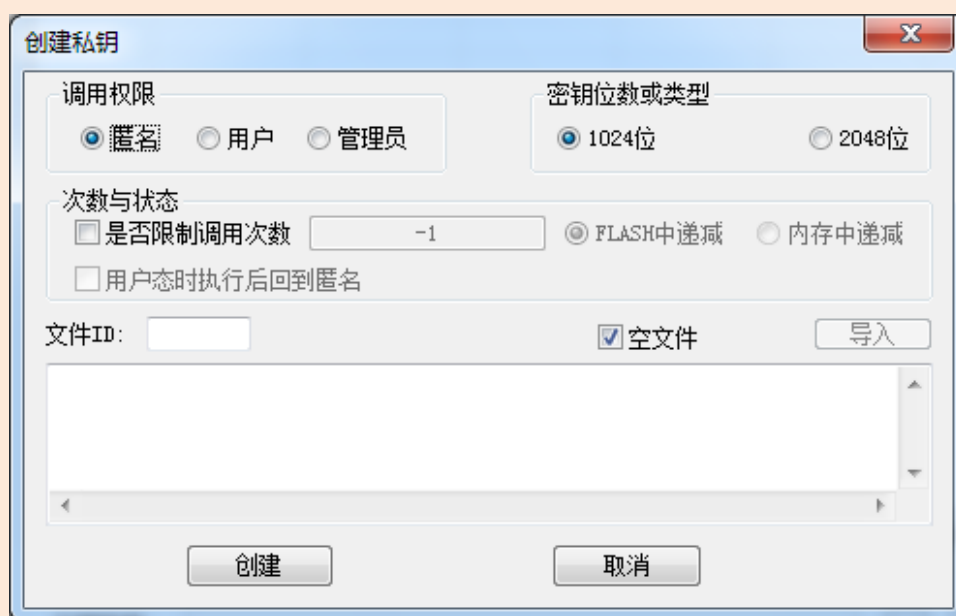 创建私钥
调用权限 密钥位数或类型
匿名 用户 管理员 1024位 2048位
次数与状态
是否限制调用次数 -1 FLASH中递减 内存中递减
用户态时执行后回到匿名
文件ID: 空文件 导入
创建 取消